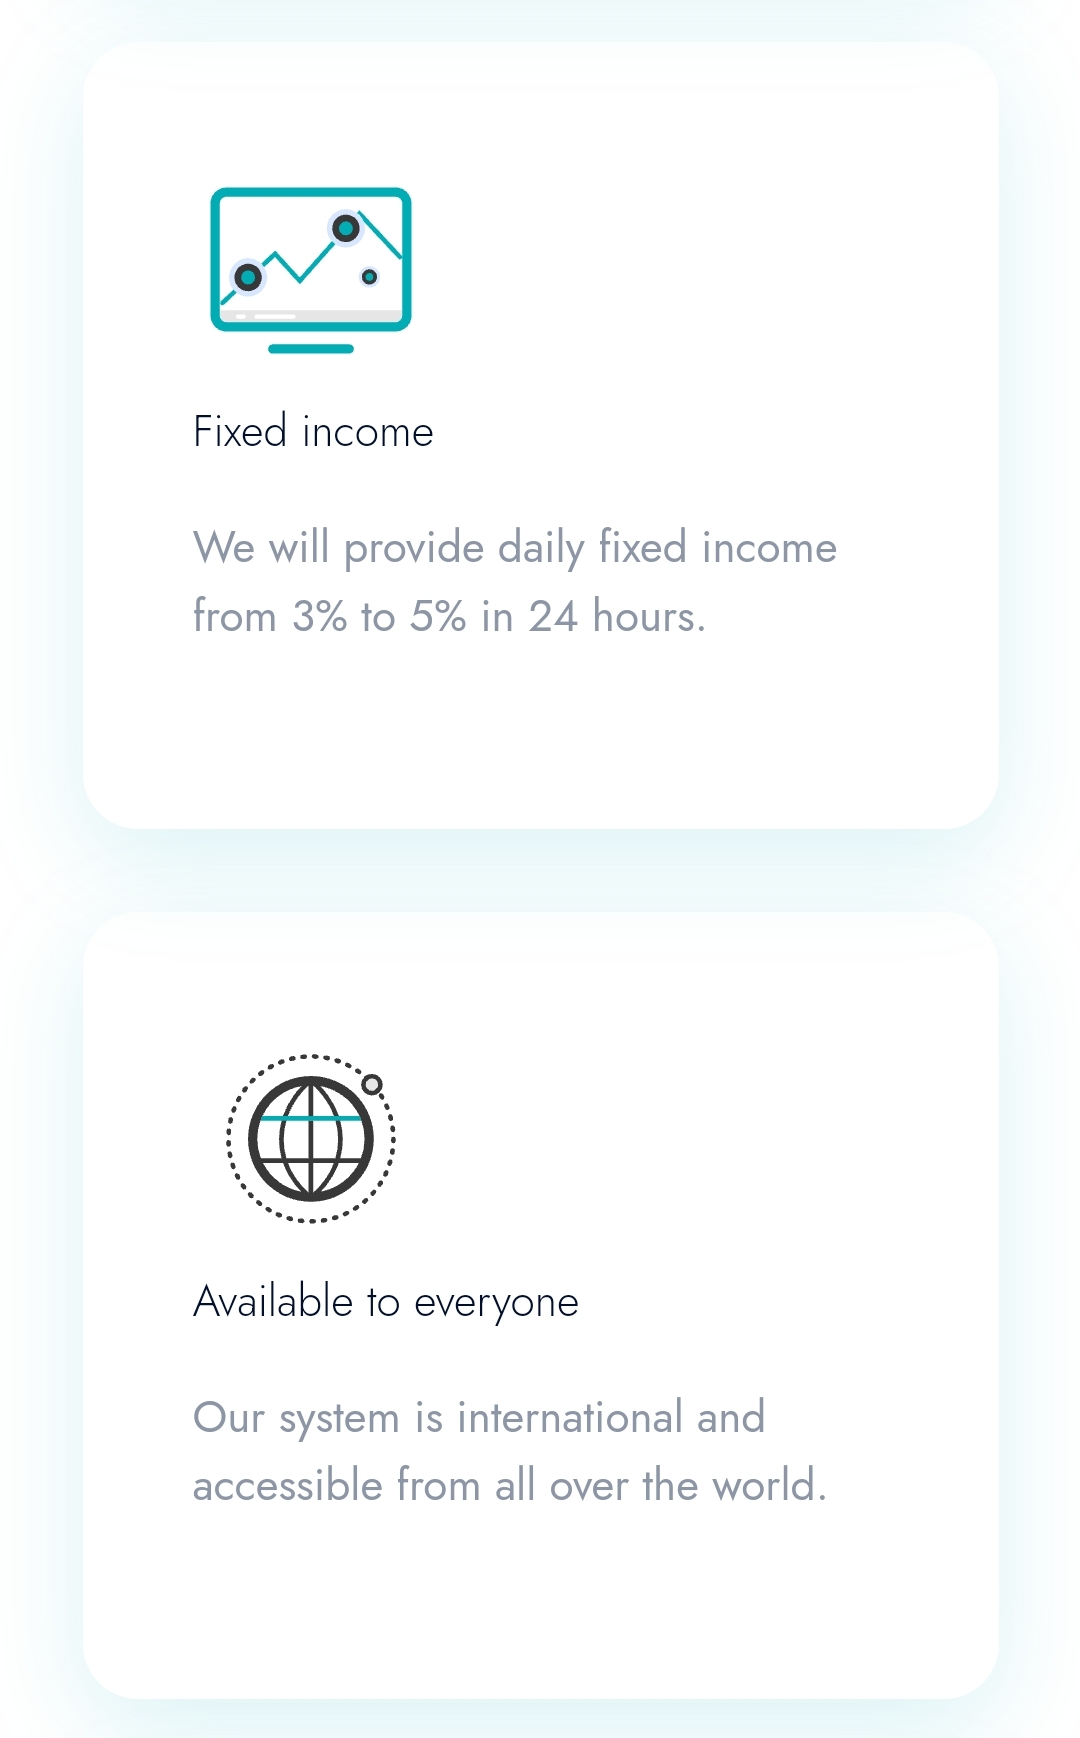 Fixed income
We will provide daily fixed income
from 3% to 5% in 24 hours.
Available to everyone
Our system is international and
accessible from all over the world.